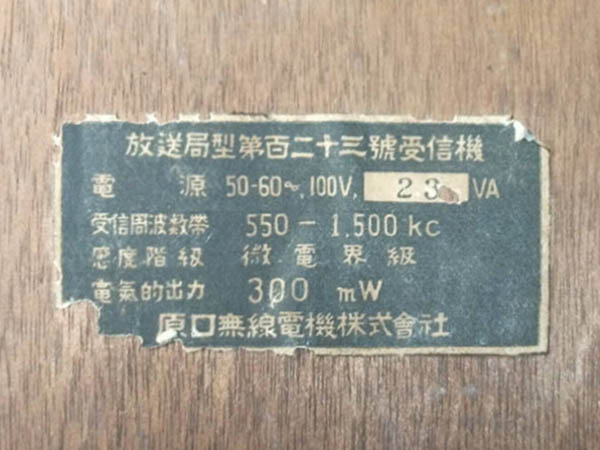 放送局型第百二十三號受信機
電源 50-60~, 100V, 23 VA
受信周波数帯 550-1,500 kc
感度階級 微電界級
電氣的出力 300 mW
原口無線電機株式會社